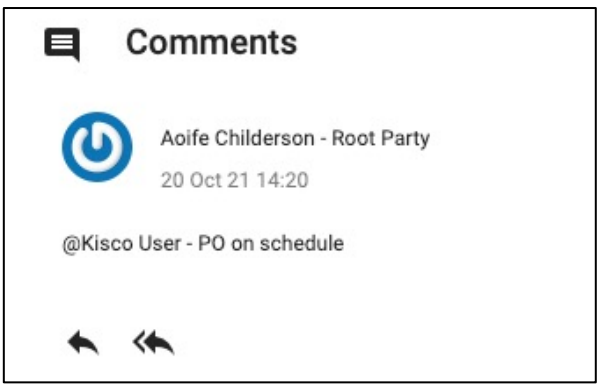 Comments
Aoife Childerson - Root Party
20 Oct 21 14:20
@Kisco User - PO on schedule